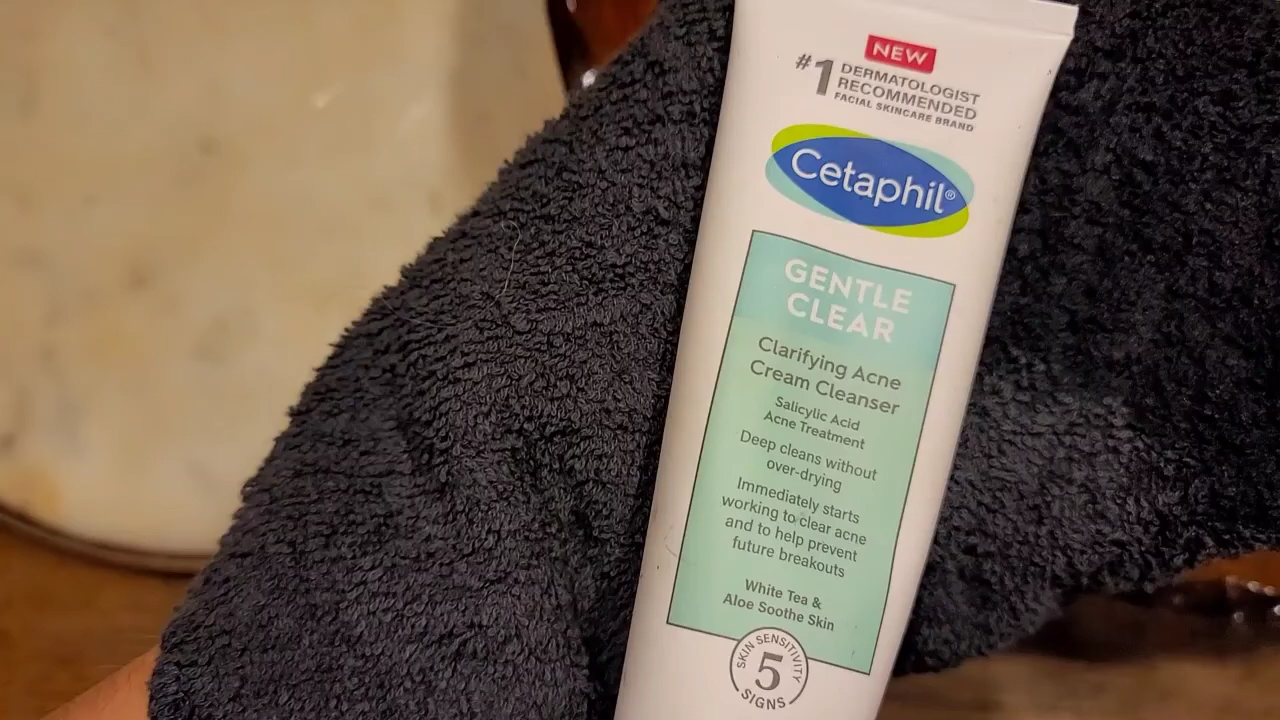 NEW
#1 DERMATOLOGIST
RECOMMENDED
FACIAL SKINCARE BRAND
Cetaphil®
GENTLE
CLEAR
Clarifying Acne
Cream Cleanser
Salicylic Acid
Acne Treatment
Deep cleans without
over-drying
Immediately starts
working to clear acne
and to help prevent
future breakouts
White Tea &
Aloe Soothe Skin
SKIN SENSITIVITY
5
SIGNS